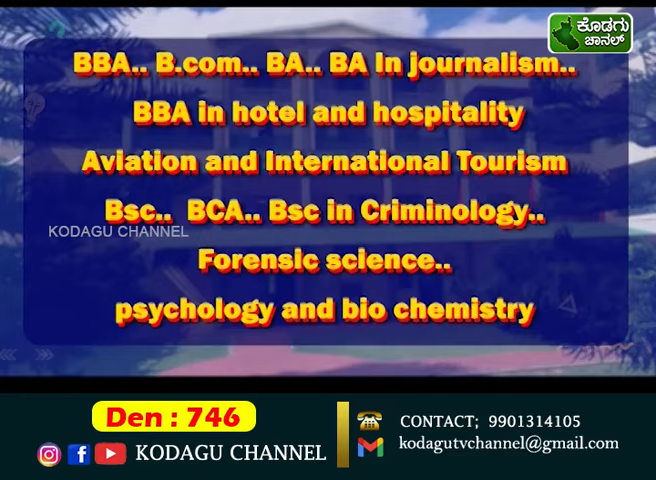 ಕೊಡಗು
ಚಾನಲ್
BBA.. B.com.. BA.. BA In journalism..
BBA in hotel and hospitality
Aviation and International Tourism
Bsc.. BCA.. Bsc in Criminology..
KODAGU CHANNEL
Forensic science..
psychology and bio chemistry
Den : 746
KODAGU CHANNEL
CONTACT; 9901314105
kodagutvchannel@gmail.com